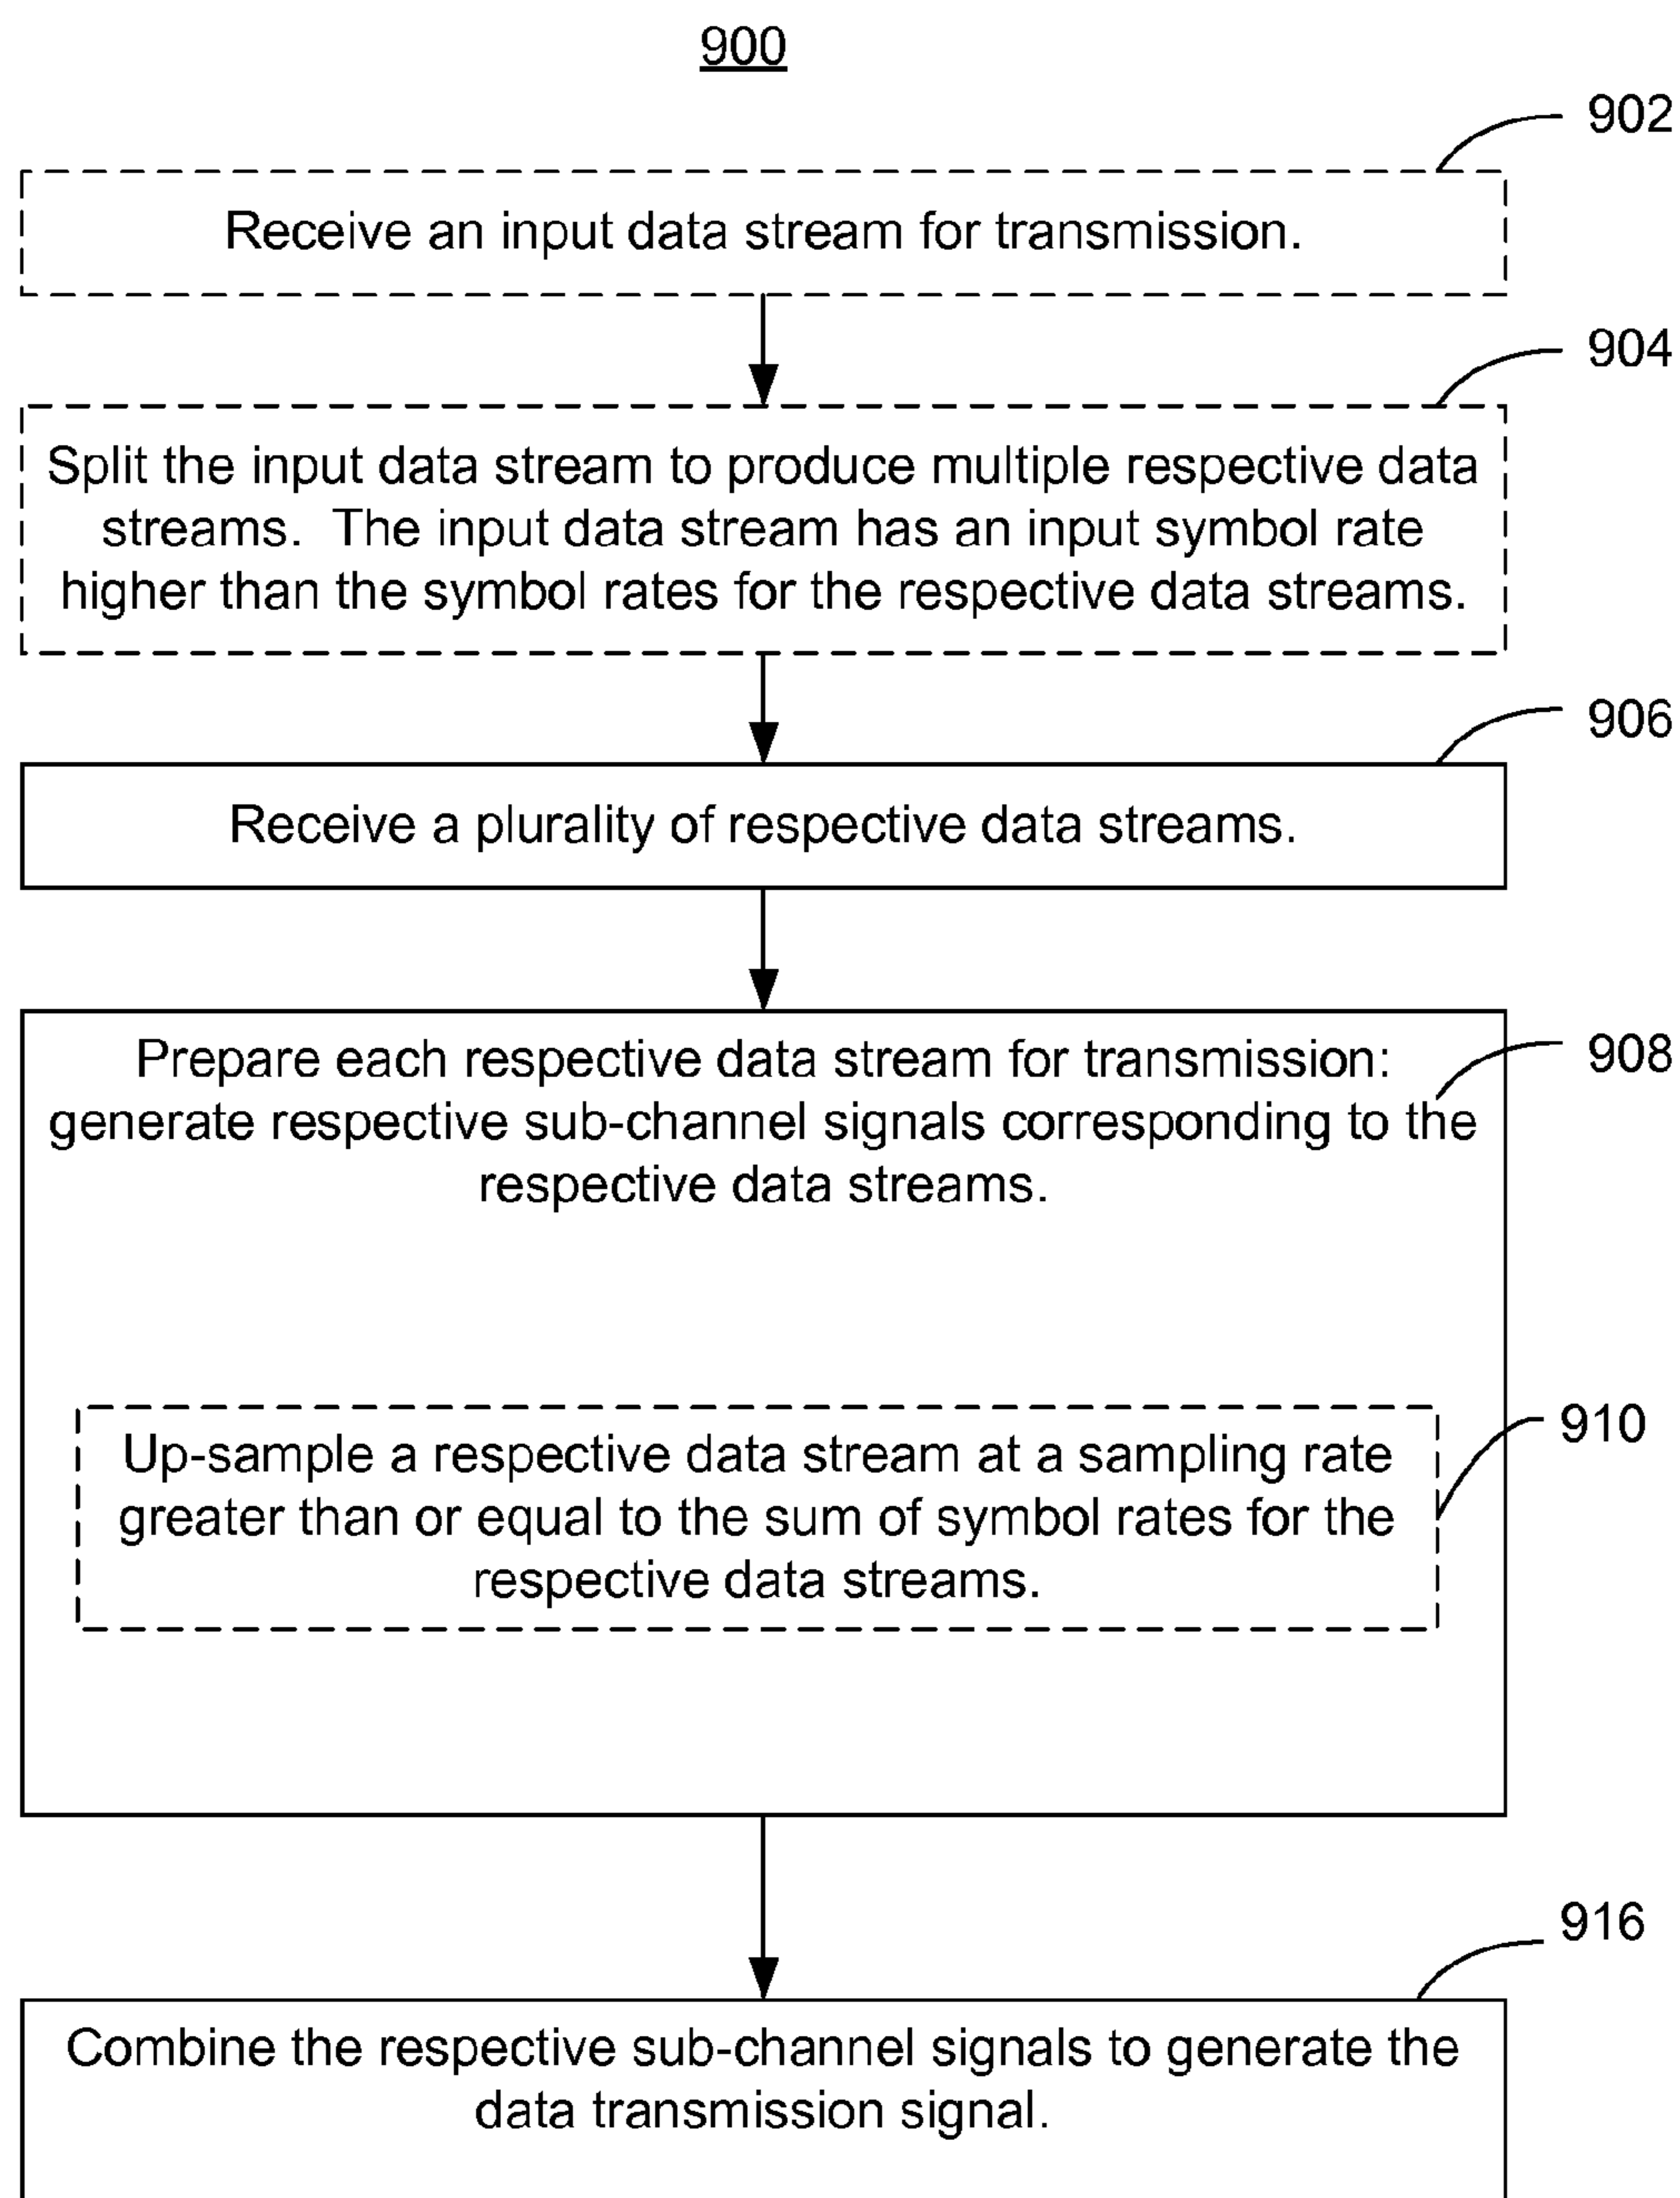 900
902
Receive an input data stream for transmission.
904
Split the input data stream to produce multiple respective data
streams. The input data stream has an input symbol rate
higher than the symbol rates for the respective data streams.
906
Receive a plurality of respective data streams.
908
Prepare each respective data stream for transmission:
generate respective sub-channel signals corresponding to the
respective data streams.
910
Up-sample a respective data stream at a sampling rate
greater than or equal to the sum of symbol rates for the
respective data streams.
916
Combine the respective sub-channel signals to generate the
data transmission signal.